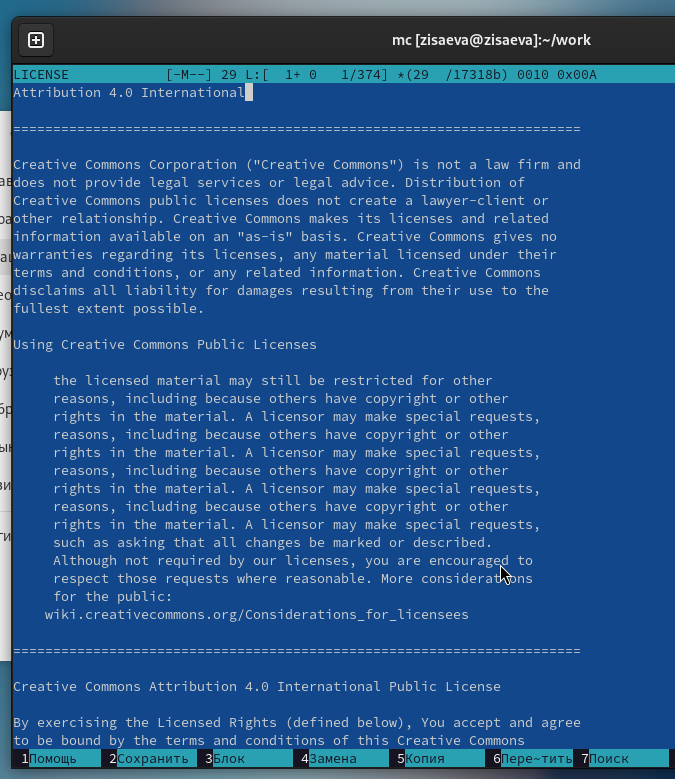 mc [zisaeva@zisaeva]:~/work
LICENSE [-M--] 29 L:[ 1+ 0 1/374] *(29 /17318b) 0010 0x00A
Attribution 4.0 International
=======================================================================
Creative Commons Corporation ("Creative Commons") is not a law firm and
does not provide legal services or legal advice. Distribution of
Creative Commons public licenses does not create a lawyer-client or
other relationship. Creative Commons makes its licenses and related
information available on an "as-is" basis. Creative Commons gives no
warranties regarding its licenses, any material licensed under their
terms and conditions, or any related information. Creative Commons
disclaims all liability for damages resulting from their use to the
fullest extent possible.
Using Creative Commons Public Licenses
the licensed material may still be restricted for other
reasons, including because others have copyright or other
rights in the material. A licensor may make special requests,
reasons, including because others have copyright or other
rights in the material. A licensor may make special requests,
reasons, including because others have copyright or other
rights in the material. A licensor may make special requests,
reasons, including because others have copyright or other
rights in the material. A licensor may make special requests,
such as asking that all changes be marked or described.
Although not required by our licenses, you are encouraged to
respect those requests where reasonable. More considerations
for the public:
wiki.creativecommons.org/Considerations_for_licensees
=======================================================================
Creative Commons Attribution 4.0 International Public License
By exercising the Licensed Rights (defined below), You accept and agree
to be bound by the terms and conditions of this Creative Commons
1Помощь 2Сохранить 3Блок 4Замена 5Копия 6Пере~тить 7Поиск